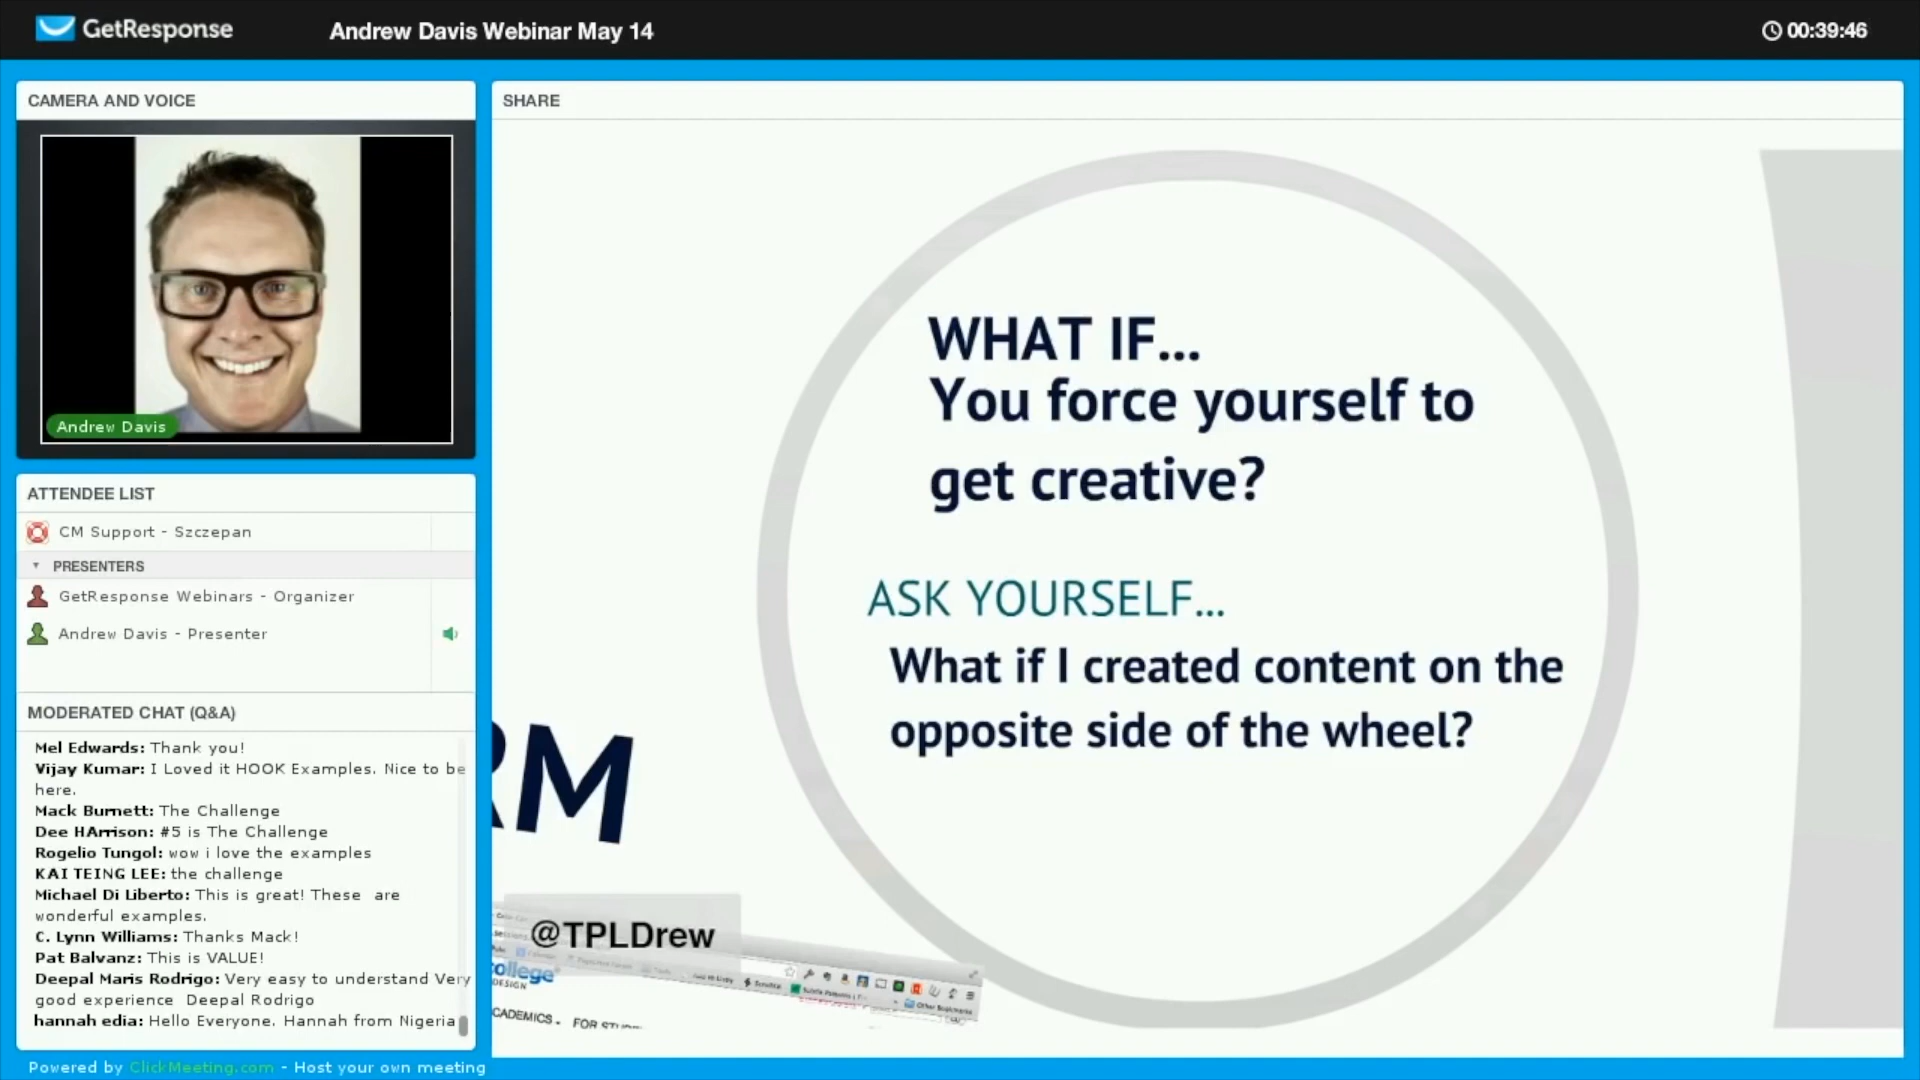 GetResponse
Andrew Davis Webinar May 14
00:39:46
CAMERA AND VOICE
Andrew Davis
ATTENDEE LIST
CM Support - Szczepan
PRESENTERS
GetResponse Webinars - Organizer
Andrew Davis - Presenter
MODERATED CHAT (Q&A)
Mel Edwards: Thank you!
Vijay Kumar: I Loved it HOOK Examples. Nice to be
here.
Mack Burnett: The Challenge
Dee HArrison: #5 is The Challenge
Rogelio Tungol: wow i love the examples
KAI TEING LEE: the challenge
Michael Di Liberto: This is great! These are
wonderful examples.
C. Lynn Williams: Thanks Mack!
Pat Balvanz: This is VALUE!
Deepal Maris Rodrigo: Very easy to understand Very
good experience Deepal Rodrigo
hannah edia: Hello Everyone. Hannah from Nigeria
Powered by ClickMeeting.com - Host your own meeting
SHARE
WHAT IF...
You force yourself to
get creative?
ASK YOURSELF...
What if I created content on the
opposite side of the wheel?
RM
@TPLDrew
ollege
DESIGN
CADEMICS
FOR STU
Other Bookmarks